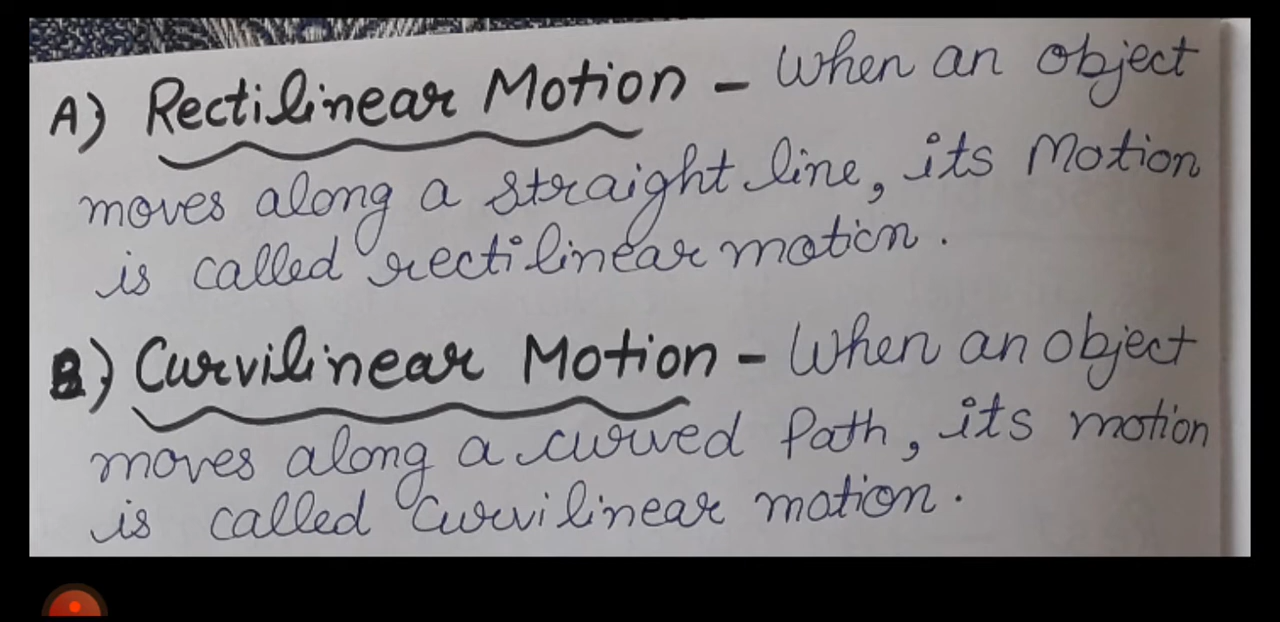 A) Rectilinear Motion - When an object
moves along a straight line, its Motion
is called rectilinear motion.
B) Curvilinear Motion - When an object
moves along a curved Path, its motion
is called Curvilinear motion.